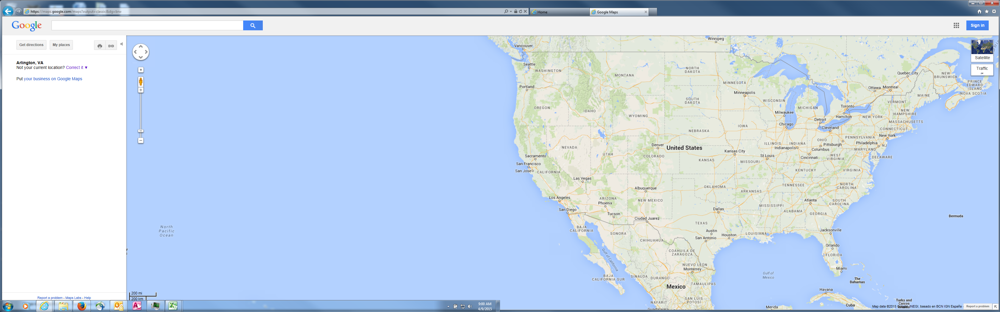 https://maps.google.com/maps?output=classic&dg=brw
Home
Google Maps
Google
Sign in
Get directions
My places
Arlington, VA
Not your current location? Correct it ▼
Put your business on Google Maps
Satellite
Traffic
Winnipeg
Vancouver
Seattle
WASHINGTON
MONTANA
NORTH
DAKOTA
MINNESOTA
Quebec City
NEW
BRUNSWICK
PRINCE
EDWARD
ISLAND
NOVA SCOTIA
Portland
Minneapolis
Ottawa
Montreal
MAINE
OREGON
IDAHO
WYOMING
SOUTH
DAKOTA
WISCONSIN
MICHIGAN
Toronto
VERMONT
NEW
HAMPSHIRE
Milwaukee
Hamilton
NEW YORK
MASSACHUSETTS
Detroit
Chicago
Cleveland
CONNECTICUT
NEBRASKA
IOWA
OHIO
PENNSYLVANIA
New York
NEVADA
UTAH
Denver
COLORADO
United States
Kansas City
KANSAS
ILLINOIS
INDIANA
Indianapolis
Columbus
Pittsburgh
Philadelphia
NJ
MARYLAND
DELAWARE
Sacramento
San Francisco
San Jose
CALIFORNIA
MISSOURI
St Louis
Cincinnati
WEST
VIRGINIA
KENTUCKY
VIRGINIA
Las Vegas
Albuquerque
OKLAHOMA
ARKANSAS
TENNESSEE
NORTH
CAROLINA
Los Angeles
ARIZONA
Phoenix
NEW MEXICO
MISSISSIPPI
Atlanta
SOUTH
CAROLINA
San Diego
Tucson
Dallas
ALABAMA
GEORGIA
Bermuda
Ciudad Juarez
TEXAS
BAJA
CALIFORNIA
SONORA
Austin
San Antonio
Houston
LOUISIANA
Jacksonville
North
Pacific
Ocean
CHIHUAHUA
Orlando
FLORIDA
COAHUILA DE
ZARAGOZA
Gulf of California
NUEVO LEÓN
Monterrey
Miami
BAJA
CALIFORNIA SUR
SINALOA
DURANGO
Gulf of
Mexico
The
Bahamas
Mexico
TAMAULIPAS
Havana
200 mi
200 km
Report a problem - Maps Labs - Help
NAYARIT
SAN LUIS
POTOSÍ
Guadalajara
Merida
Cuba
Turks and
Caicos
Map data ©2015 Google, INEGI, basado en BCN IGN España -
Report a problem
9:00 AM
4/9/2015